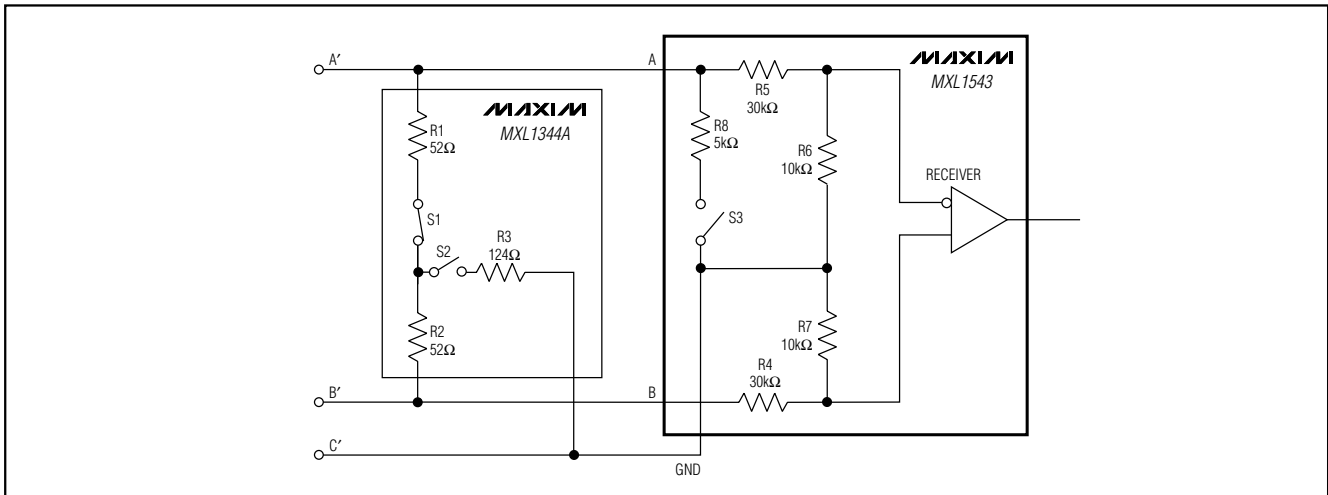 A′
A
MAXIM
MXL1543
R5
30kΩ
MAXIM
MXL1344A
R1
52Ω
R8
5kΩ
R6
10kΩ
RECEIVER
S1
S2
R3
124Ω
S3
R2
52Ω
R7
10kΩ
R4
30kΩ
B′
B
C′
GND